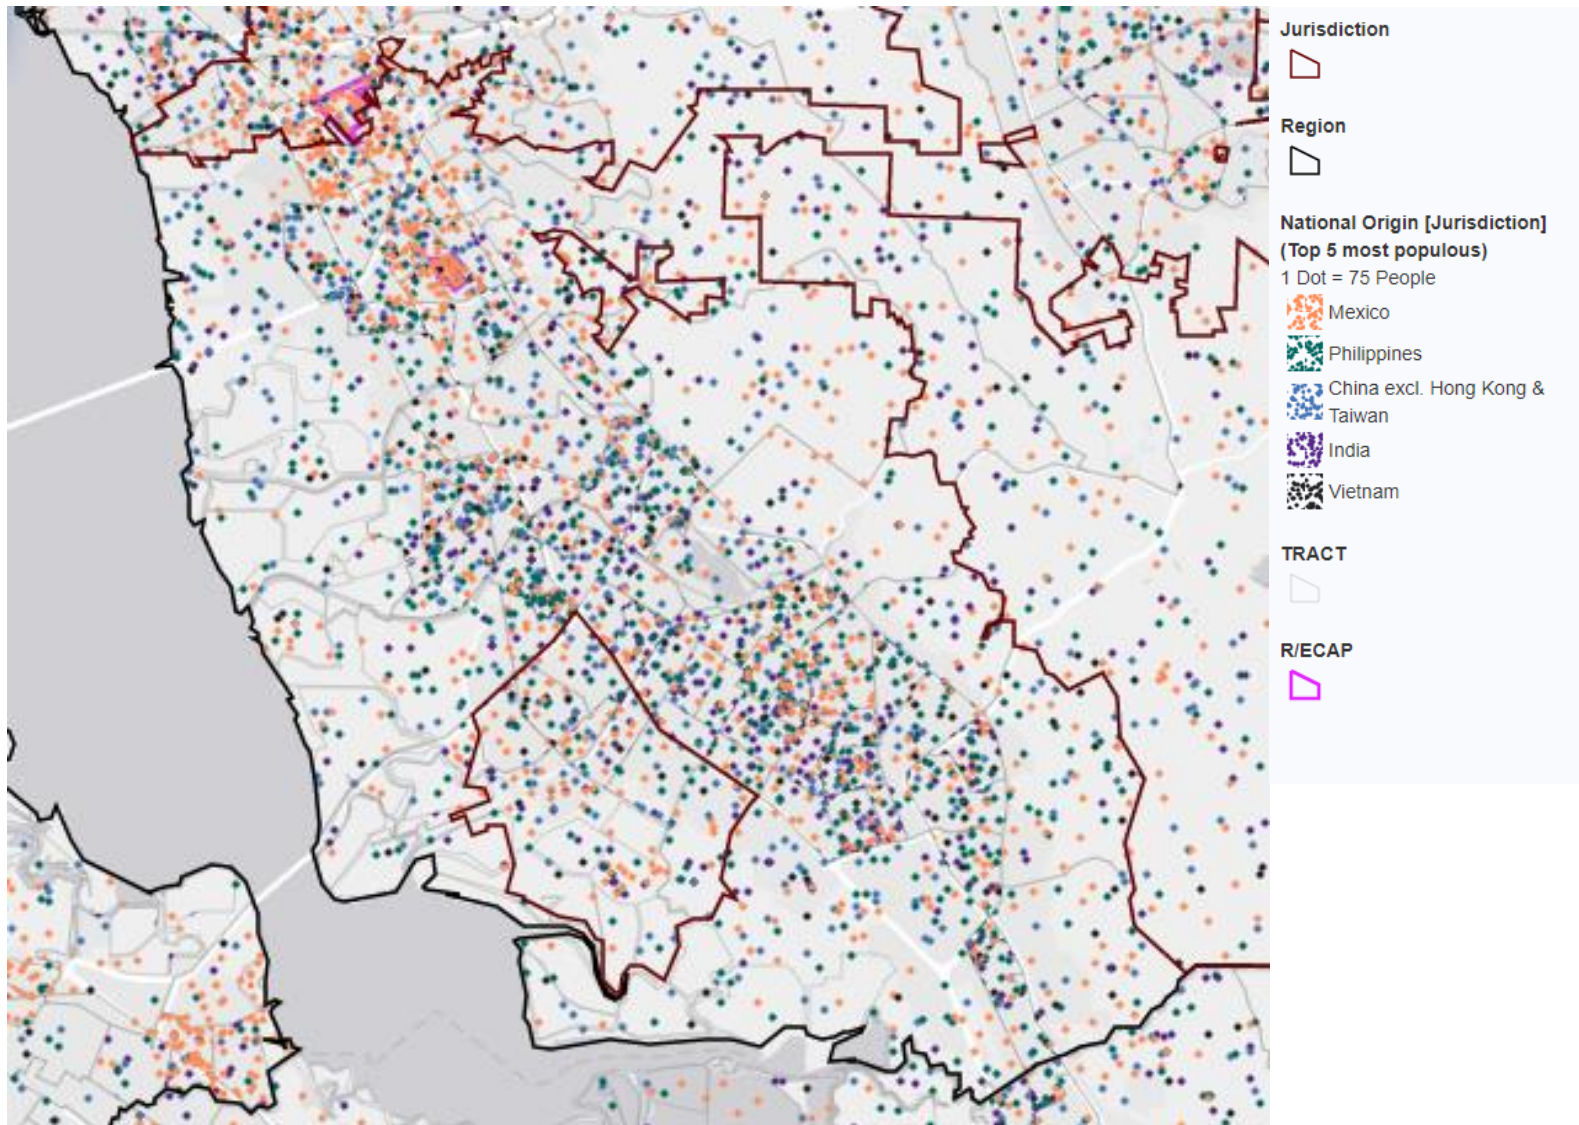 Jurisdiction
Region
National Origin [Jurisdiction]
(Top 5 most populous)
1 Dot = 75 People
Mexico
Philippines
China excl. Hong Kong &
Taiwan
India
Vietnam
TRACT
R/ECAP